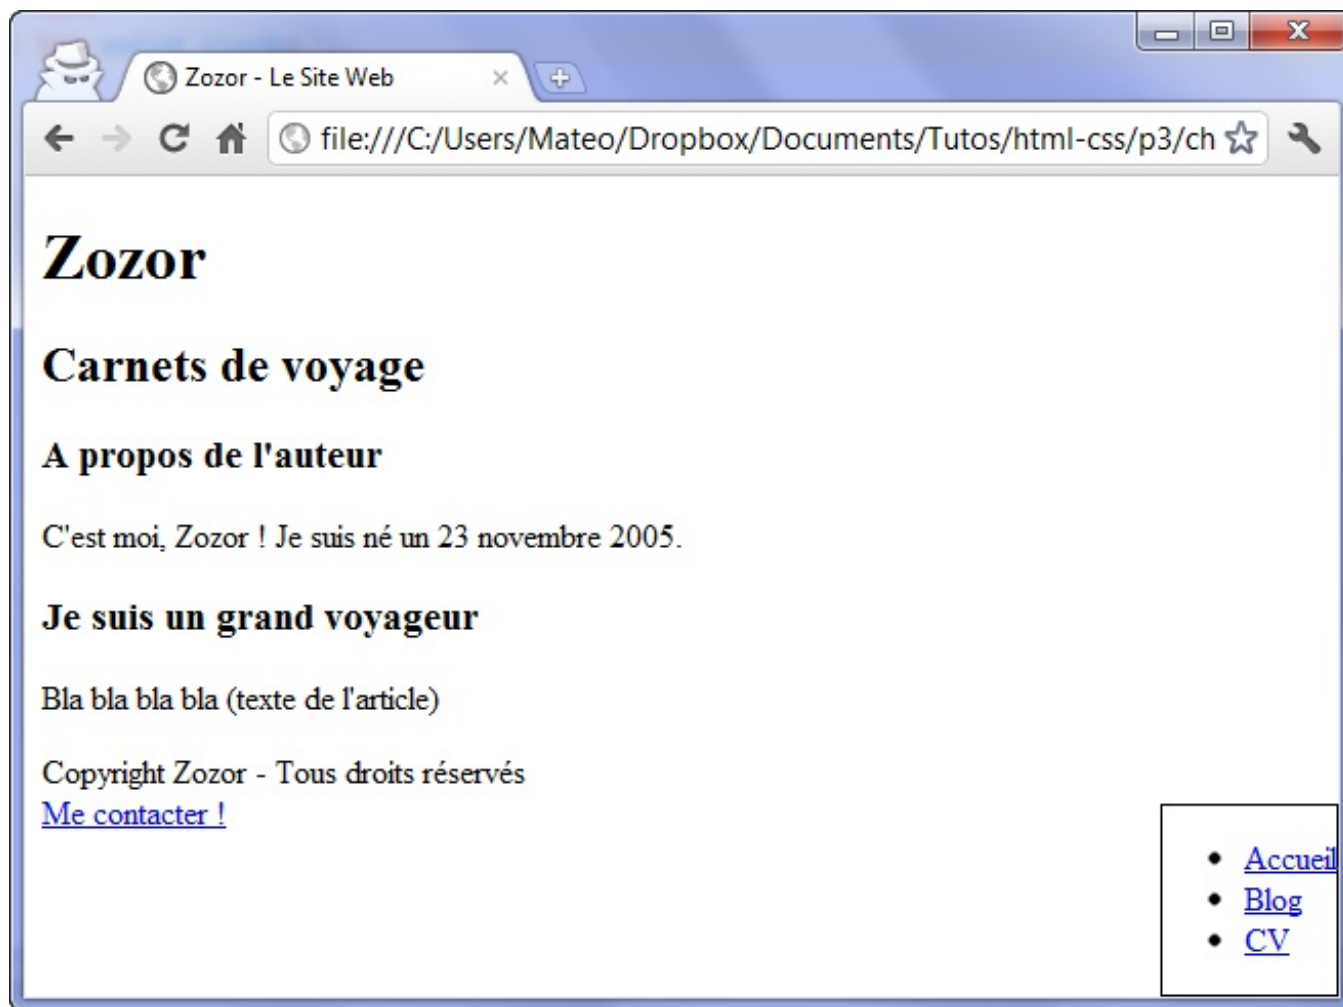 Zozor - Le Site Web
file:///C:/Users/Mateo/Dropbox/Documents/Tutos/html-css/p3/ch
Zozor
Carnets de voyage
A propos de l'auteur
C'est moi, Zozor ! Je suis né un 23 novembre 2005.
Je suis un grand voyageur
Bla bla bla bla (texte de l'article)
Copyright Zozor - Tous droits réservés
Me contacter !
Accueil
Blog
CV